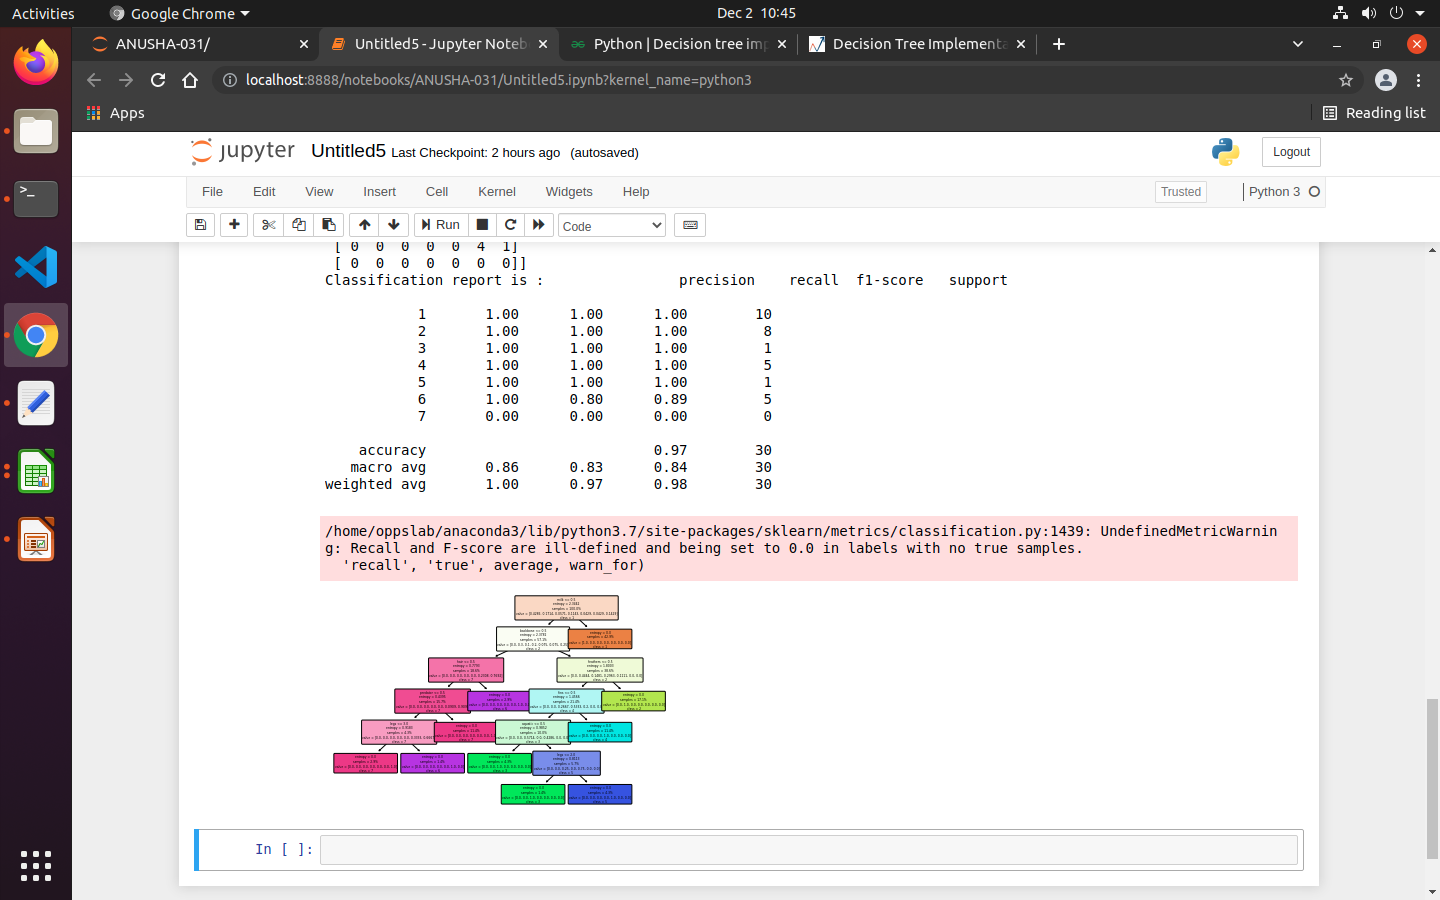 Activities
Google Chrome
Dec 2 10:45
ANUSHA-031/
Untitled5 - Jupyter Noteb
Python | Decision tree imp
Decision Tree Implementa
localhost:8888/notebooks/ANUSHA-031/Untitled5.ipynb?kernel_name=python3
Apps
Reading list
jupyter
Untitled5 Last Checkpoint: 2 hours ago (autosaved)
Logout
File Edit View Insert Cell Kernel Widgets Help
Trusted
Python 3
Run
Code
[ 0 0 0 0 0 4 1]
[ 0 0 0 0 0 0 0]]
Classification report is : precision recall f1-score support
1 1.00 1.00 1.00 10
2 1.00 1.00 1.00 8
3 1.00 1.00 1.00 1
4 1.00 1.00 1.00 5
5 1.00 1.00 1.00 1
6 1.00 0.80 0.89 5
7 0.00 0.00 0.00 0
accuracy 0.97 30
macro avg 0.86 0.83 0.84 30
weighted avg 1.00 0.97 0.98 30
/home/oppslab/anaconda3/lib/python3.7/site-packages/sklearn/metrics/classification.py:1439: UndefinedMetricWarnin
g: Recall and F-score are ill-defined and being set to 0.0 in labels with no true samples.
'recall', 'true', average, warn_for)
In [ ]: